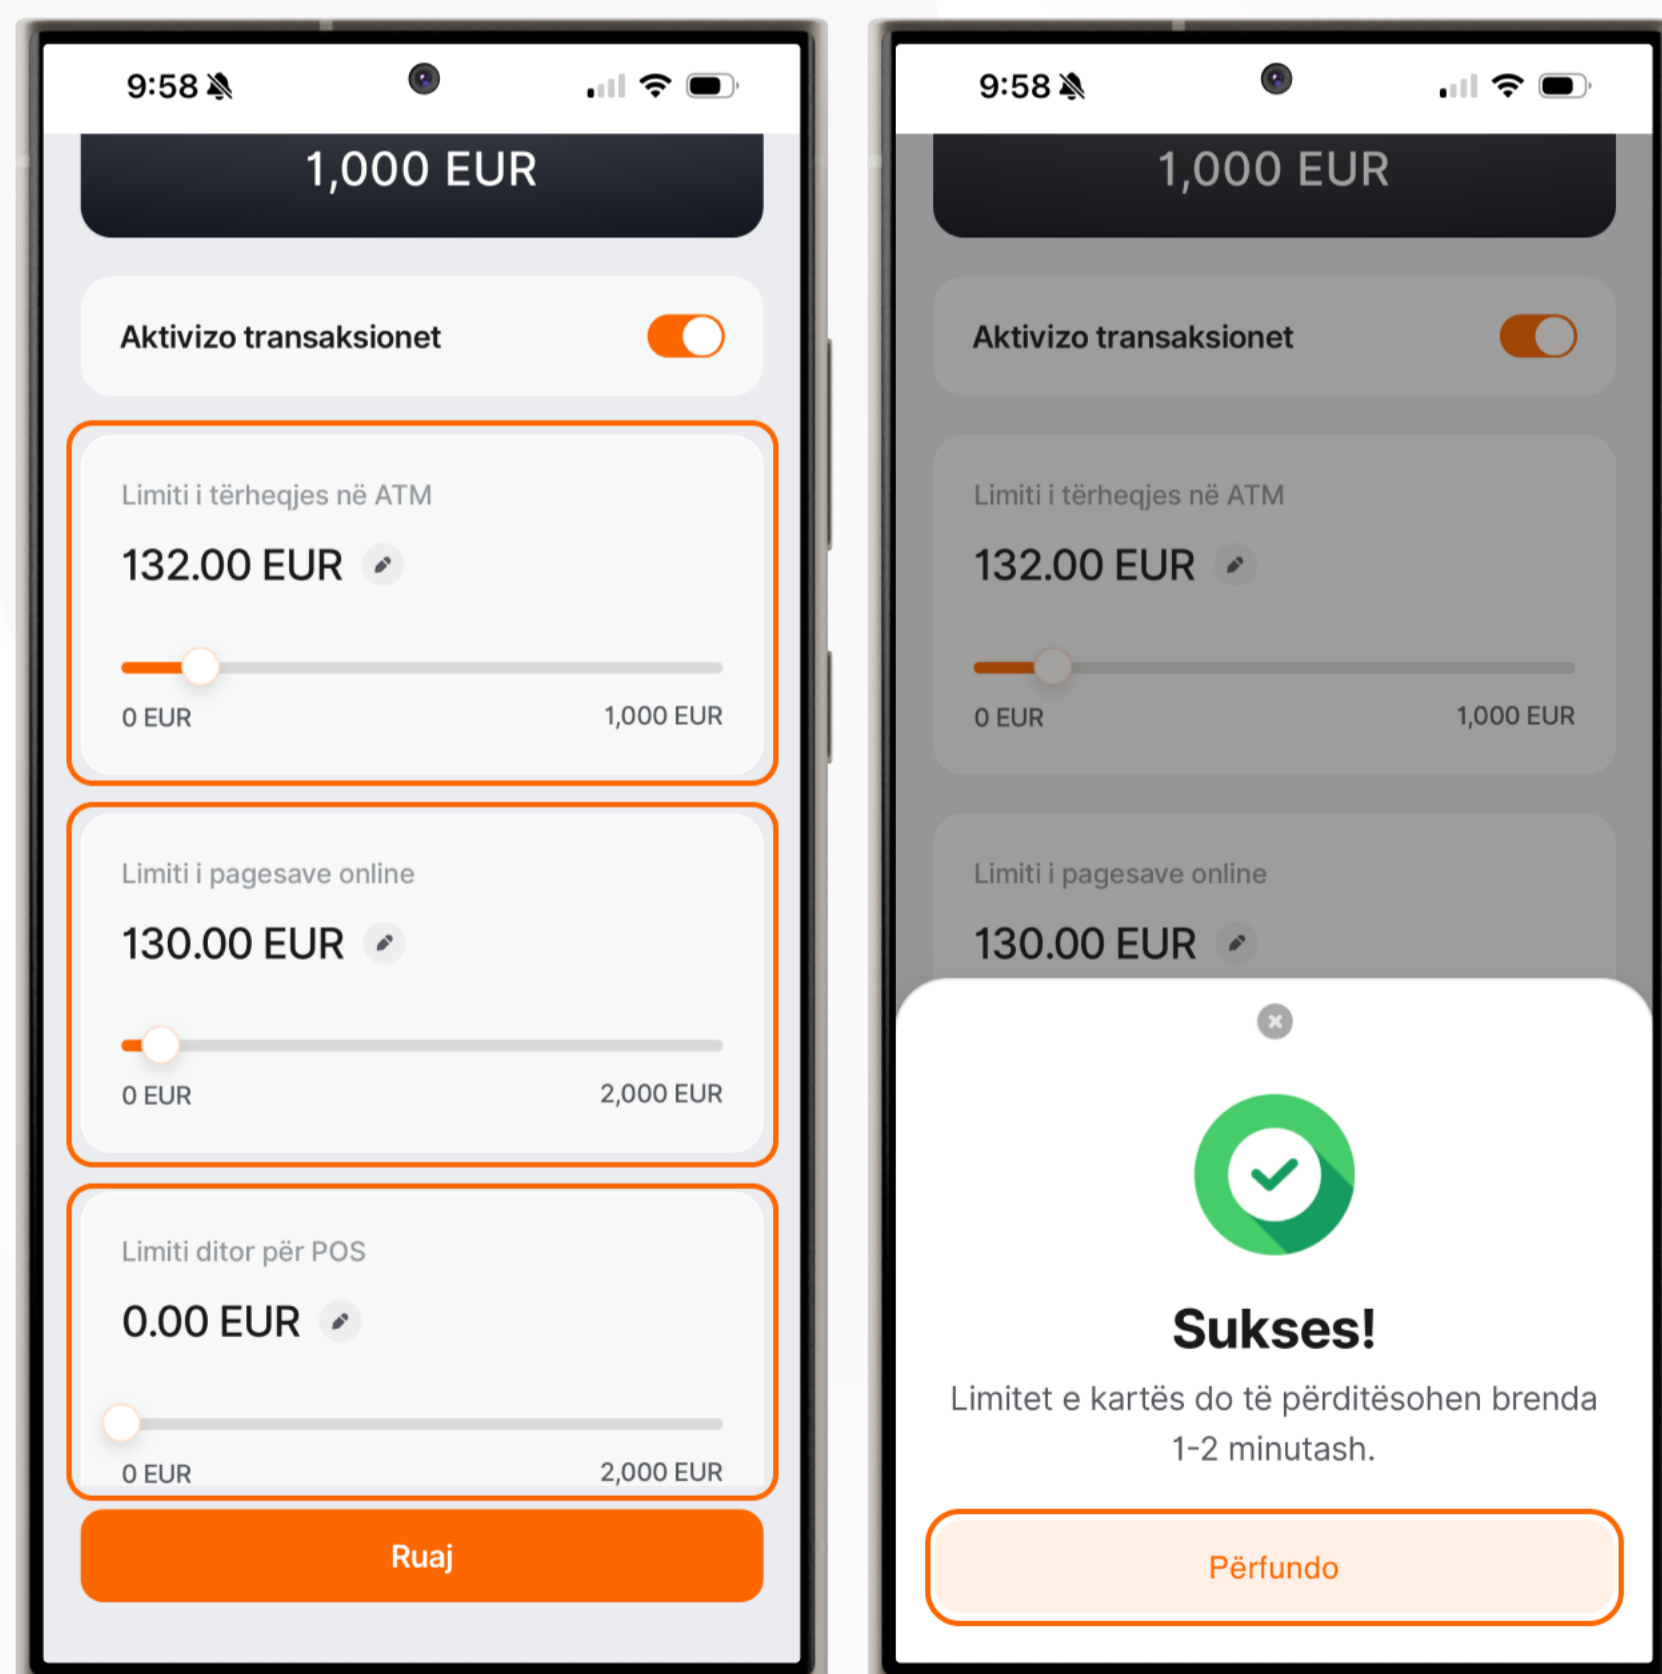 9:58
1,000 EUR
Aktivizo transaksionet
Limiti i tërheqjes në ATM
132.00 EUR
0 EUR 1,000 EUR
Limiti i pagesave online
130.00 EUR
0 EUR 2,000 EUR
Limiti ditor për POS
0.00 EUR
0 EUR 2,000 EUR
Ruaj
9:58
1,000 EUR
Aktivizo transaksionet
Limiti i tërheqjes në ATM
132.00 EUR
0 EUR 1,000 EUR
Limiti i pagesave online
130.00 EUR
Sukses!
Limitet e kartës do të përditësohen brenda
1-2 minutash.
Përfundo